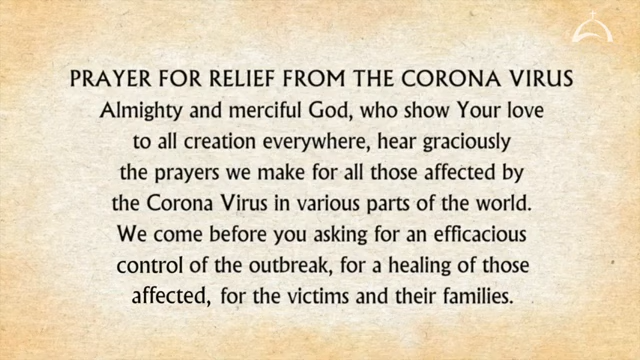 PRAYER FOR RELIEF FROM THE CORONA VIRUS
Almighty and merciful God, who show Your love
to all creation everywhere, hear graciously
the prayers we make for all those affected by
the Corona Virus in various parts of the world.
We come before you asking for an efficacious
control of the outbreak, for a healing of those
affected, for the victims and their families.